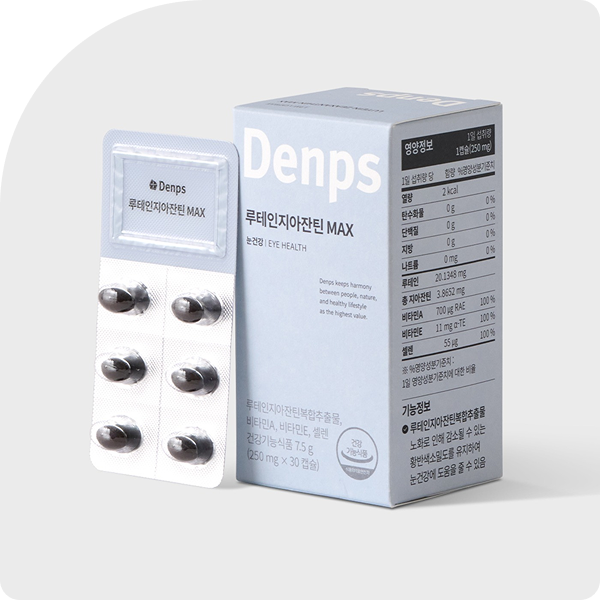 Denps
루테인지아잔틴 MAX
Denps
Denps
루테인지아잔틴 MAX
눈건강 | EYE HEALTH
Denps keeps harmony
between people, nature,
and healthy lifestyle
as the highest value.
루테인지아잔틴복합추출물,
비타민A, 비타민E, 셀렌
건강기능식품 7.5 g
(250 mg × 30 캡슐)
건강
기능식품
영양정보
1일 섭취량
1캡슐(250 mg)
1일 섭취량 당 함량 %영양성분기준치
열량 2 kcal
탄수화물 0 g 0 %
단백질 0 g 0 %
지방 0 g 0 %
나트륨 0 mg 0 %
루테인 20.1348 mg
총 지아잔틴 3.8652 mg
비타민A 700 μg RAE 100 %
비타민E 11 mg α-TE 100 %
셀렌 55 μg 100 %
※ %영양성분기준치 :
1일 영양성분기준치에 대한 비율
기능정보
루테인지아잔틴복합추출물
노화로 인해 감소될 수 있는
황반색소밀도를 유지하여
눈건강에 도움을 줄 수 있음